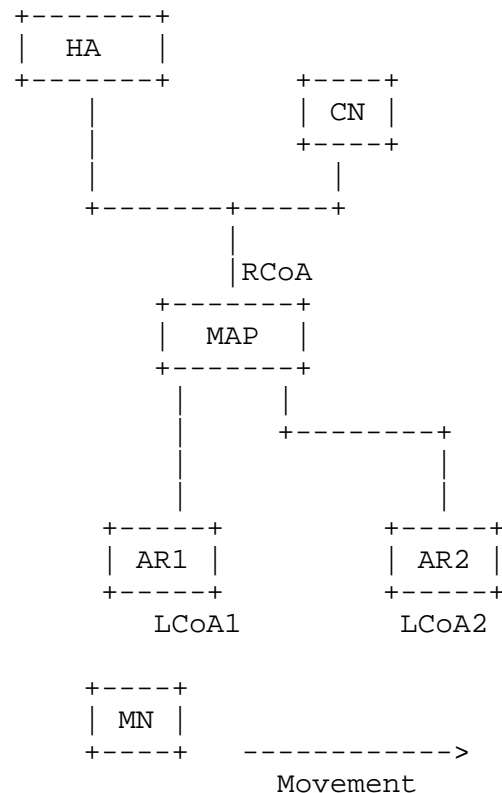 HA
CN
RCoA
MAP
AR1 AR2
LCoA1 LCoA2
MN
Movement